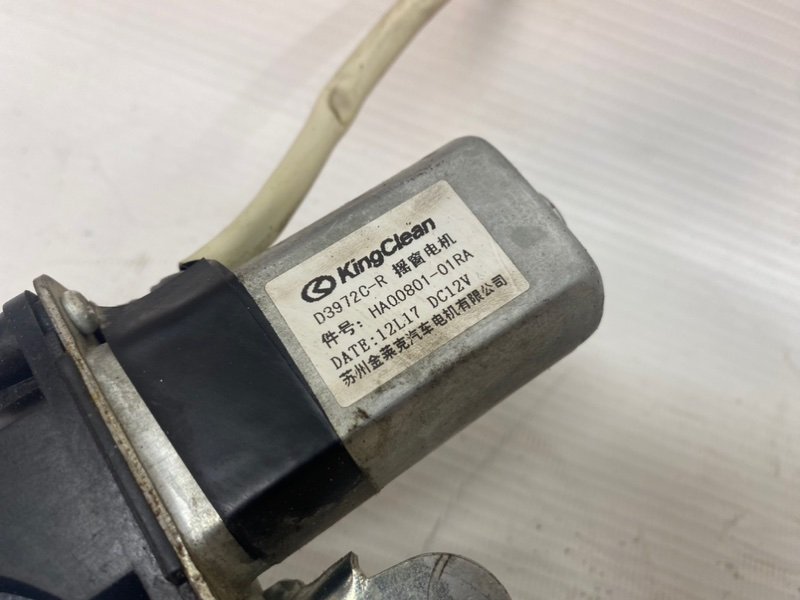 KingClean
D3972C-R 摇窗电机
件号: HA00801-01RA
DATE:12L17 DC12V
苏州金莱克汽车电机有限公司